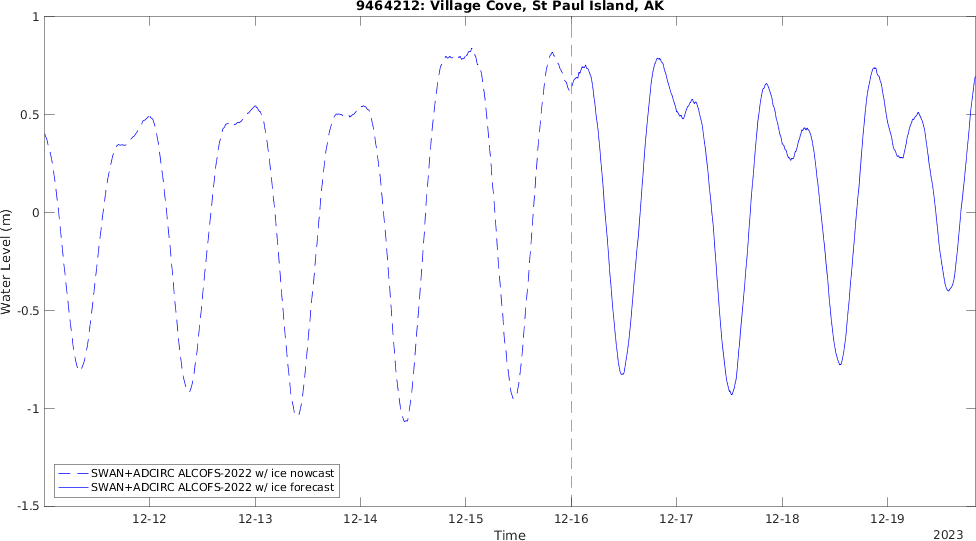 9464212: Village Cove, St Paul Island, AK
1
0.5
0
-0.5
-1
-1.5
Water Level (m)
SWAN+ADCIRC ALCOFS-2022 w/ ice nowcast
SWAN+ADCIRC ALCOFS-2022 w/ ice forecast
12-12 12-13 12-14 12-15 12-16 12-17 12-18 12-19
Time
2023